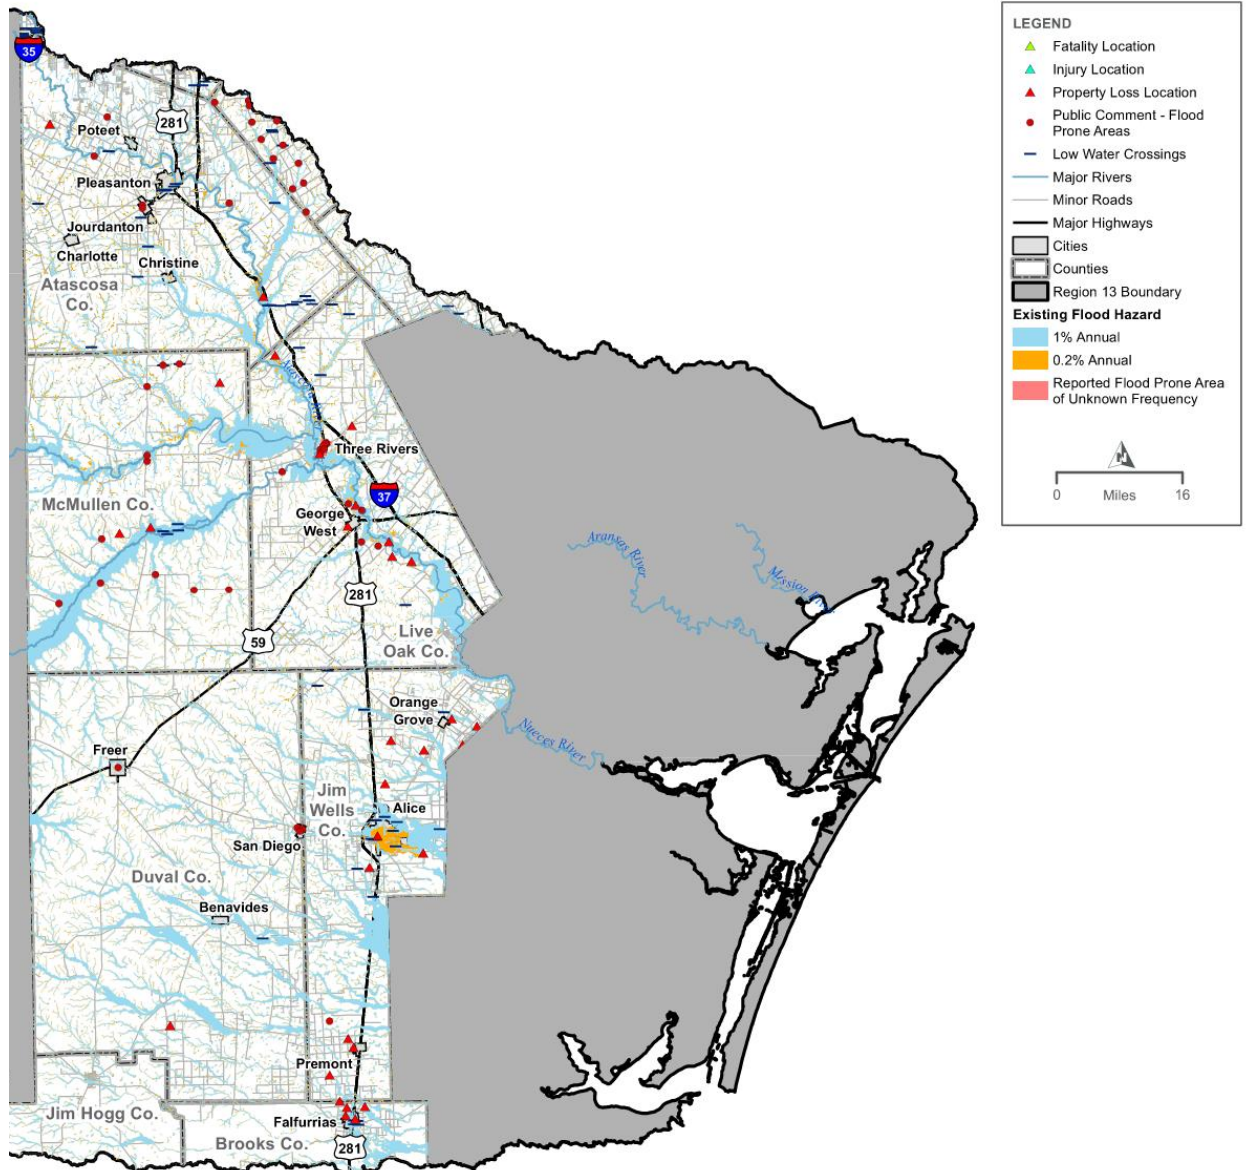 35
281
Poteet
Pleasanton
Jourdanton
Charlotte
Christine
Atascosa
Co.
Atascosa River
Three Rivers
McMullen Co.
37
George
West
281
59
Live
Oak Co.
Aransas River
Mission River
Orange
Grove
Nueces River
Freer
Jim
Wells
Co.
Alice
San Diego
Duval Co.
Benavides
Premont
Jim Hogg Co.
Falfurrias
Brooks Co.
281
LEGEND
Fatality Location
Injury Location
Property Loss Location
Public Comment - Flood
Prone Areas
Low Water Crossings
Major Rivers
Minor Roads
Major Highways
Cities
Counties
Region 13 Boundary
Existing Flood Hazard
1% Annual
0.2% Annual
Reported Flood Prone Area
of Unknown Frequency
N
0 Miles 16